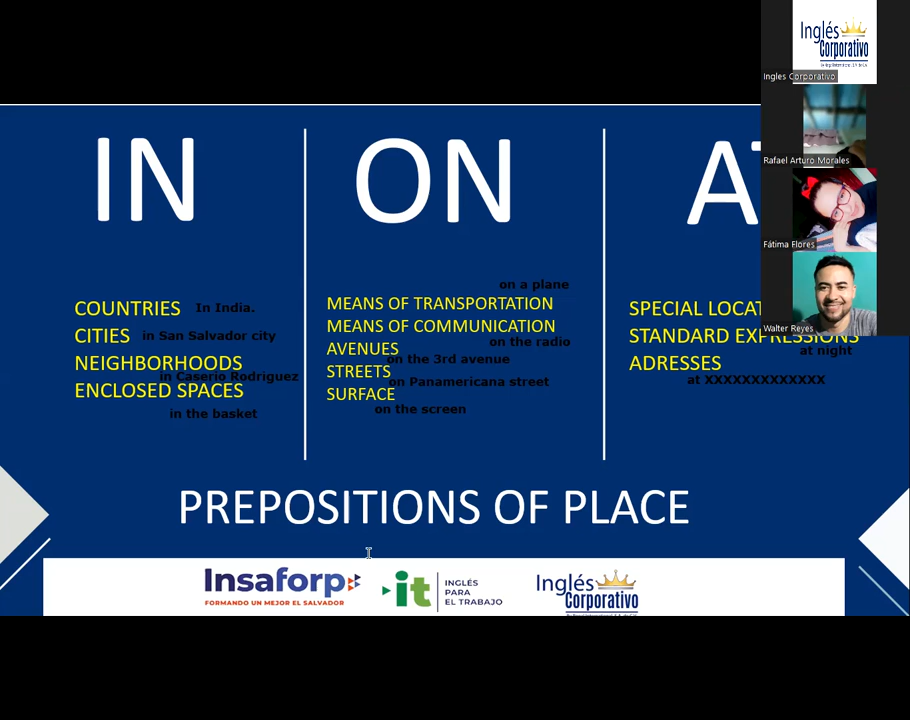 Inglés
Corporativo
Ingles Corporativo
Rafael Arturo Morales
Fátima Flores
Walter Reyes
IN
ON
COUNTRIES In India.
CITIES in San Salvador city
NEIGHBORHOODS
in Caserio Rodriguez
ENCLOSED SPACES
in the basket
on a plane
MEANS OF TRANSPORTATION
MEANS OF COMMUNICATION
on the radio
AVENUES
on the 3rd avenue
STREETS
on Panamericana street
SURFACE
on the screen
SPECIAL
STANDARD EXPRESSIONS
at night
ADRESSES
at XXXXXXXXXXXXX
PREPOSITIONS OF PLACE
Insaforp
FORMANDO UN MEJOR EL SALVADOR
it
INGLÉS
PARA
EL TRABAJO
Inglés
Corporativo